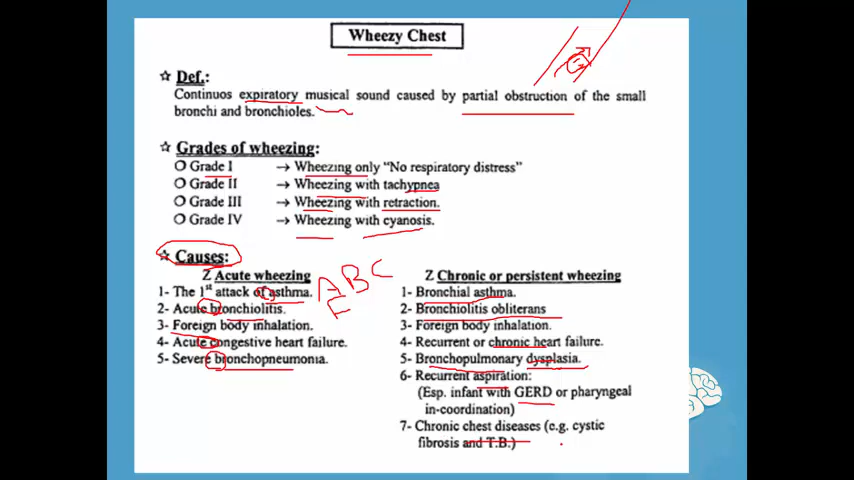 Wheezy Chest
☆ Def.:
Continuos expiratory musical sound caused by partial obstruction of the small
bronchi and bronchioles.
☆ Grades of wheezing:
○ Grade I → Wheezing only "No respiratory distress"
○ Grade II → Wheezing with tachypnea
○ Grade III → Wheezing with retraction.
○ Grade IV → Wheezing with cyanosis.
☆ Causes:
Z Acute wheezing
1- The 1st attack of asthma.
2- Acute bronchiolitis.
3- Foreign body inhalation.
4- Acute congestive heart failure.
5- Severe bronchopneumonia.
A B C
F
Z Chronic or persistent wheezing
1- Bronchial asthma.
2- Bronchiolitis obliterans
3- Foreign body inhalation.
4- Recurrent or chronic heart failure.
5- Bronchopulmonary dysplasia.
6- Recurrent aspiration:
(Esp. infant with GERD or pharyngeal
in-coordination)
7- Chronic chest diseases (e.g. cystic
fibrosis and T.B.)